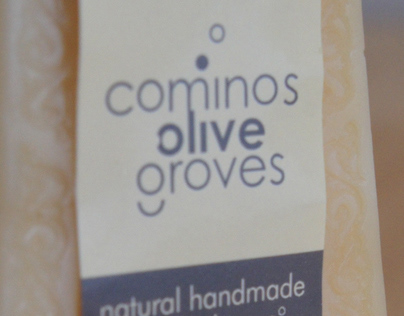 cominos
olive
groves
natural handmade